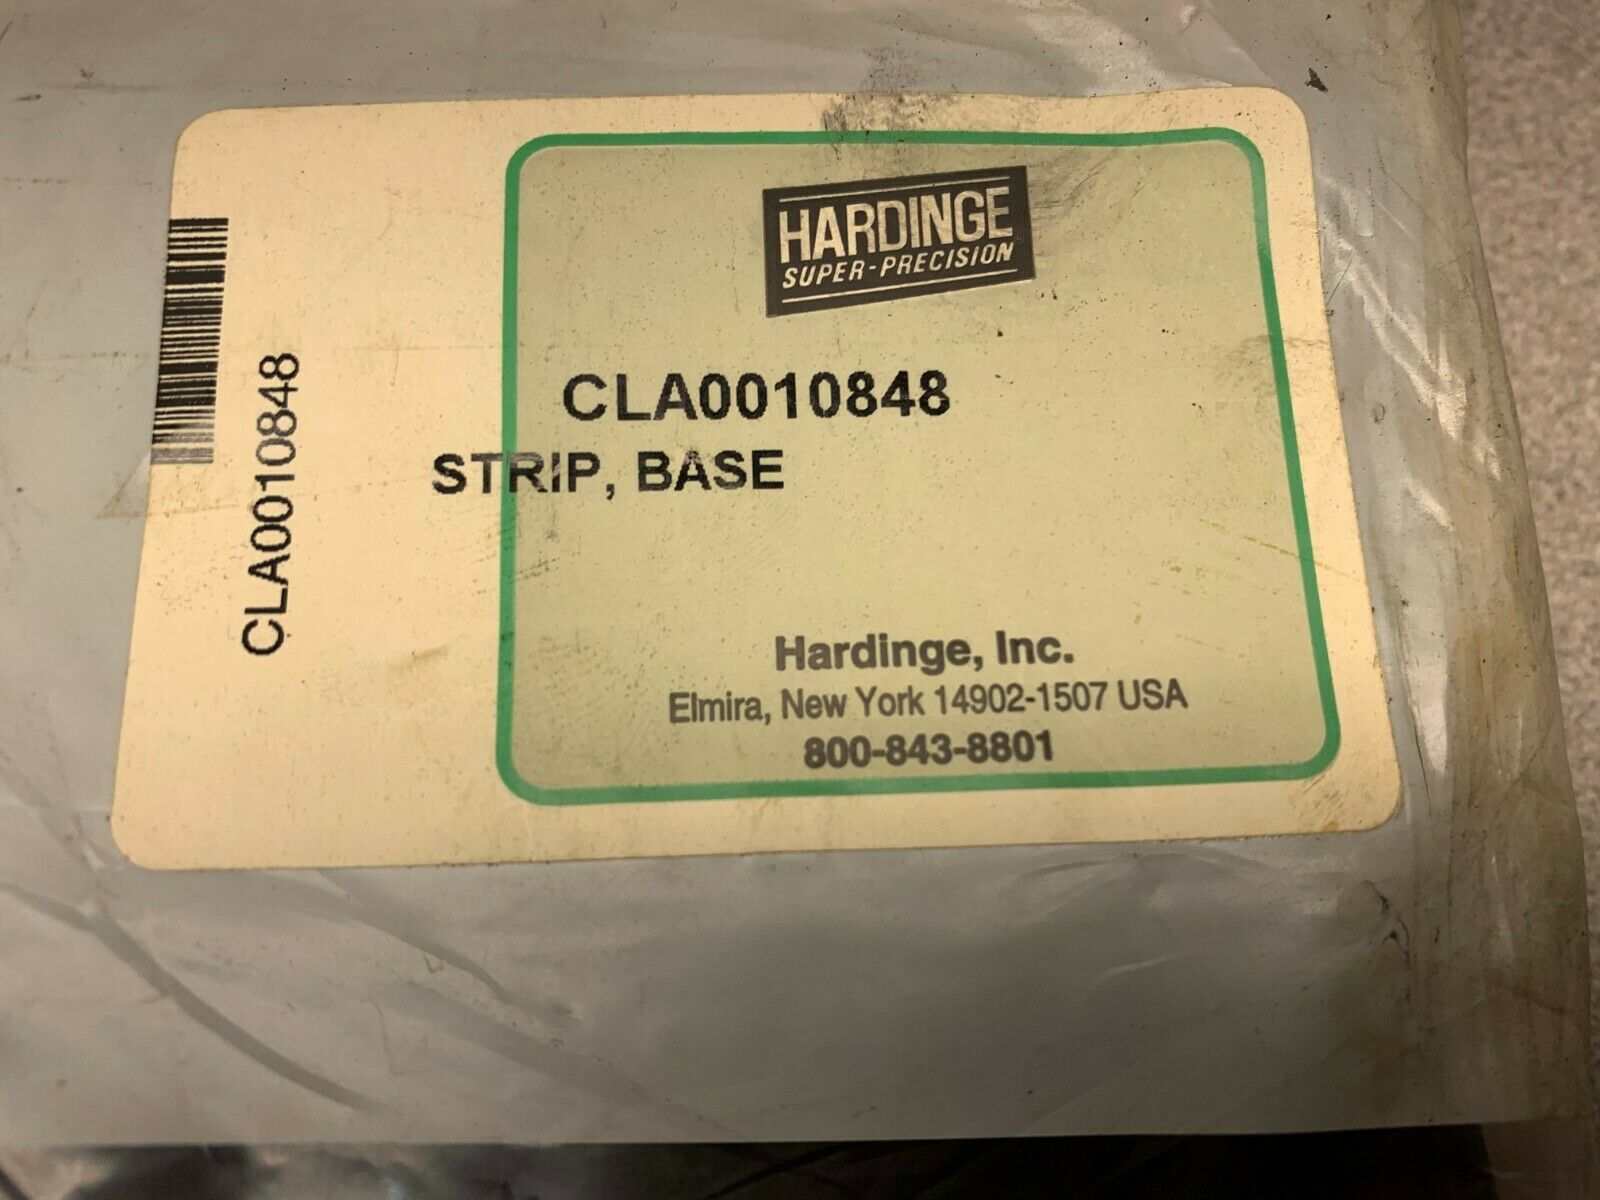 HARDINGE
SUPER-PRECISION
CLA0010848
STRIP, BASE
Hardinge, Inc.
Elmira, New York 14902-1507 USA
800-843-8801
CLA0010848